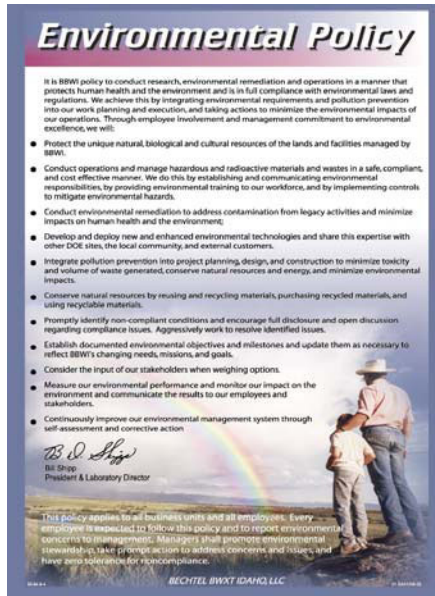 Environmental Policy
It is BBWI policy to conduct research, environmental remediation and operations in a manner that
protects human health and the environment and is in full compliance with environmental laws and
regulations. We achieve this by integrating environmental requirements and pollution prevention
into our work planning and execution, and taking actions to minimize the environmental impacts of
our operations. Through employee involvement and management commitment to environmental
excellence, we will:
● Protect the unique natural, biological and cultural resources of the lands and facilities managed by
BBWI.
● Conduct operations and manage hazardous and radioactive materials and wastes in a safe, compliant,
and cost effective manner. We do this by establishing and communicating environmental
responsibilities, by providing environmental training to our workforce, and by implementing controls
to mitigate environmental hazards.
● Conduct environmental remediation to address contamination from legacy activities and minimize
impacts on human health and the environment;
● Develop and deploy new and enhanced environmental technologies and share this expertise with
other DOE sites, the local community, and external customers.
● Integrate pollution prevention into project planning, design, and construction to minimize toxicity
and volume of waste generated, conserve natural resources and energy, and minimize environmental
impacts.
● Conserve natural resources by reusing and recycling materials, purchasing recycled materials, and
using recyclable materials.
● Promptly identify non-compliant conditions and encourage full disclosure and open discussion
regarding compliance issues. Aggressively work to resolve identified issues.
● Establish documented environmental objectives and milestones and update them as necessary to
reflect BBWI's changing needs, missions, and goals.
● Consider the input of our stakeholders when weighing options.
● Measure our environmental performance and monitor our impact on the
environment and communicate the results to our employees and
stakeholders.
● Continuously improve our environmental management system through
self-assessment and corrective action
B. D. Shipp
Bill Shipp
President & Laboratory Director
This policy applies to all business units and all employees. Every
employee is expected to follow this policy and to report environmental
concerns to management. Managers shall promote environmental
stewardship, take prompt action to address concerns and issues, and
have zero tolerance for noncompliance.
BECHTEL BWXT IDAHO, LLC